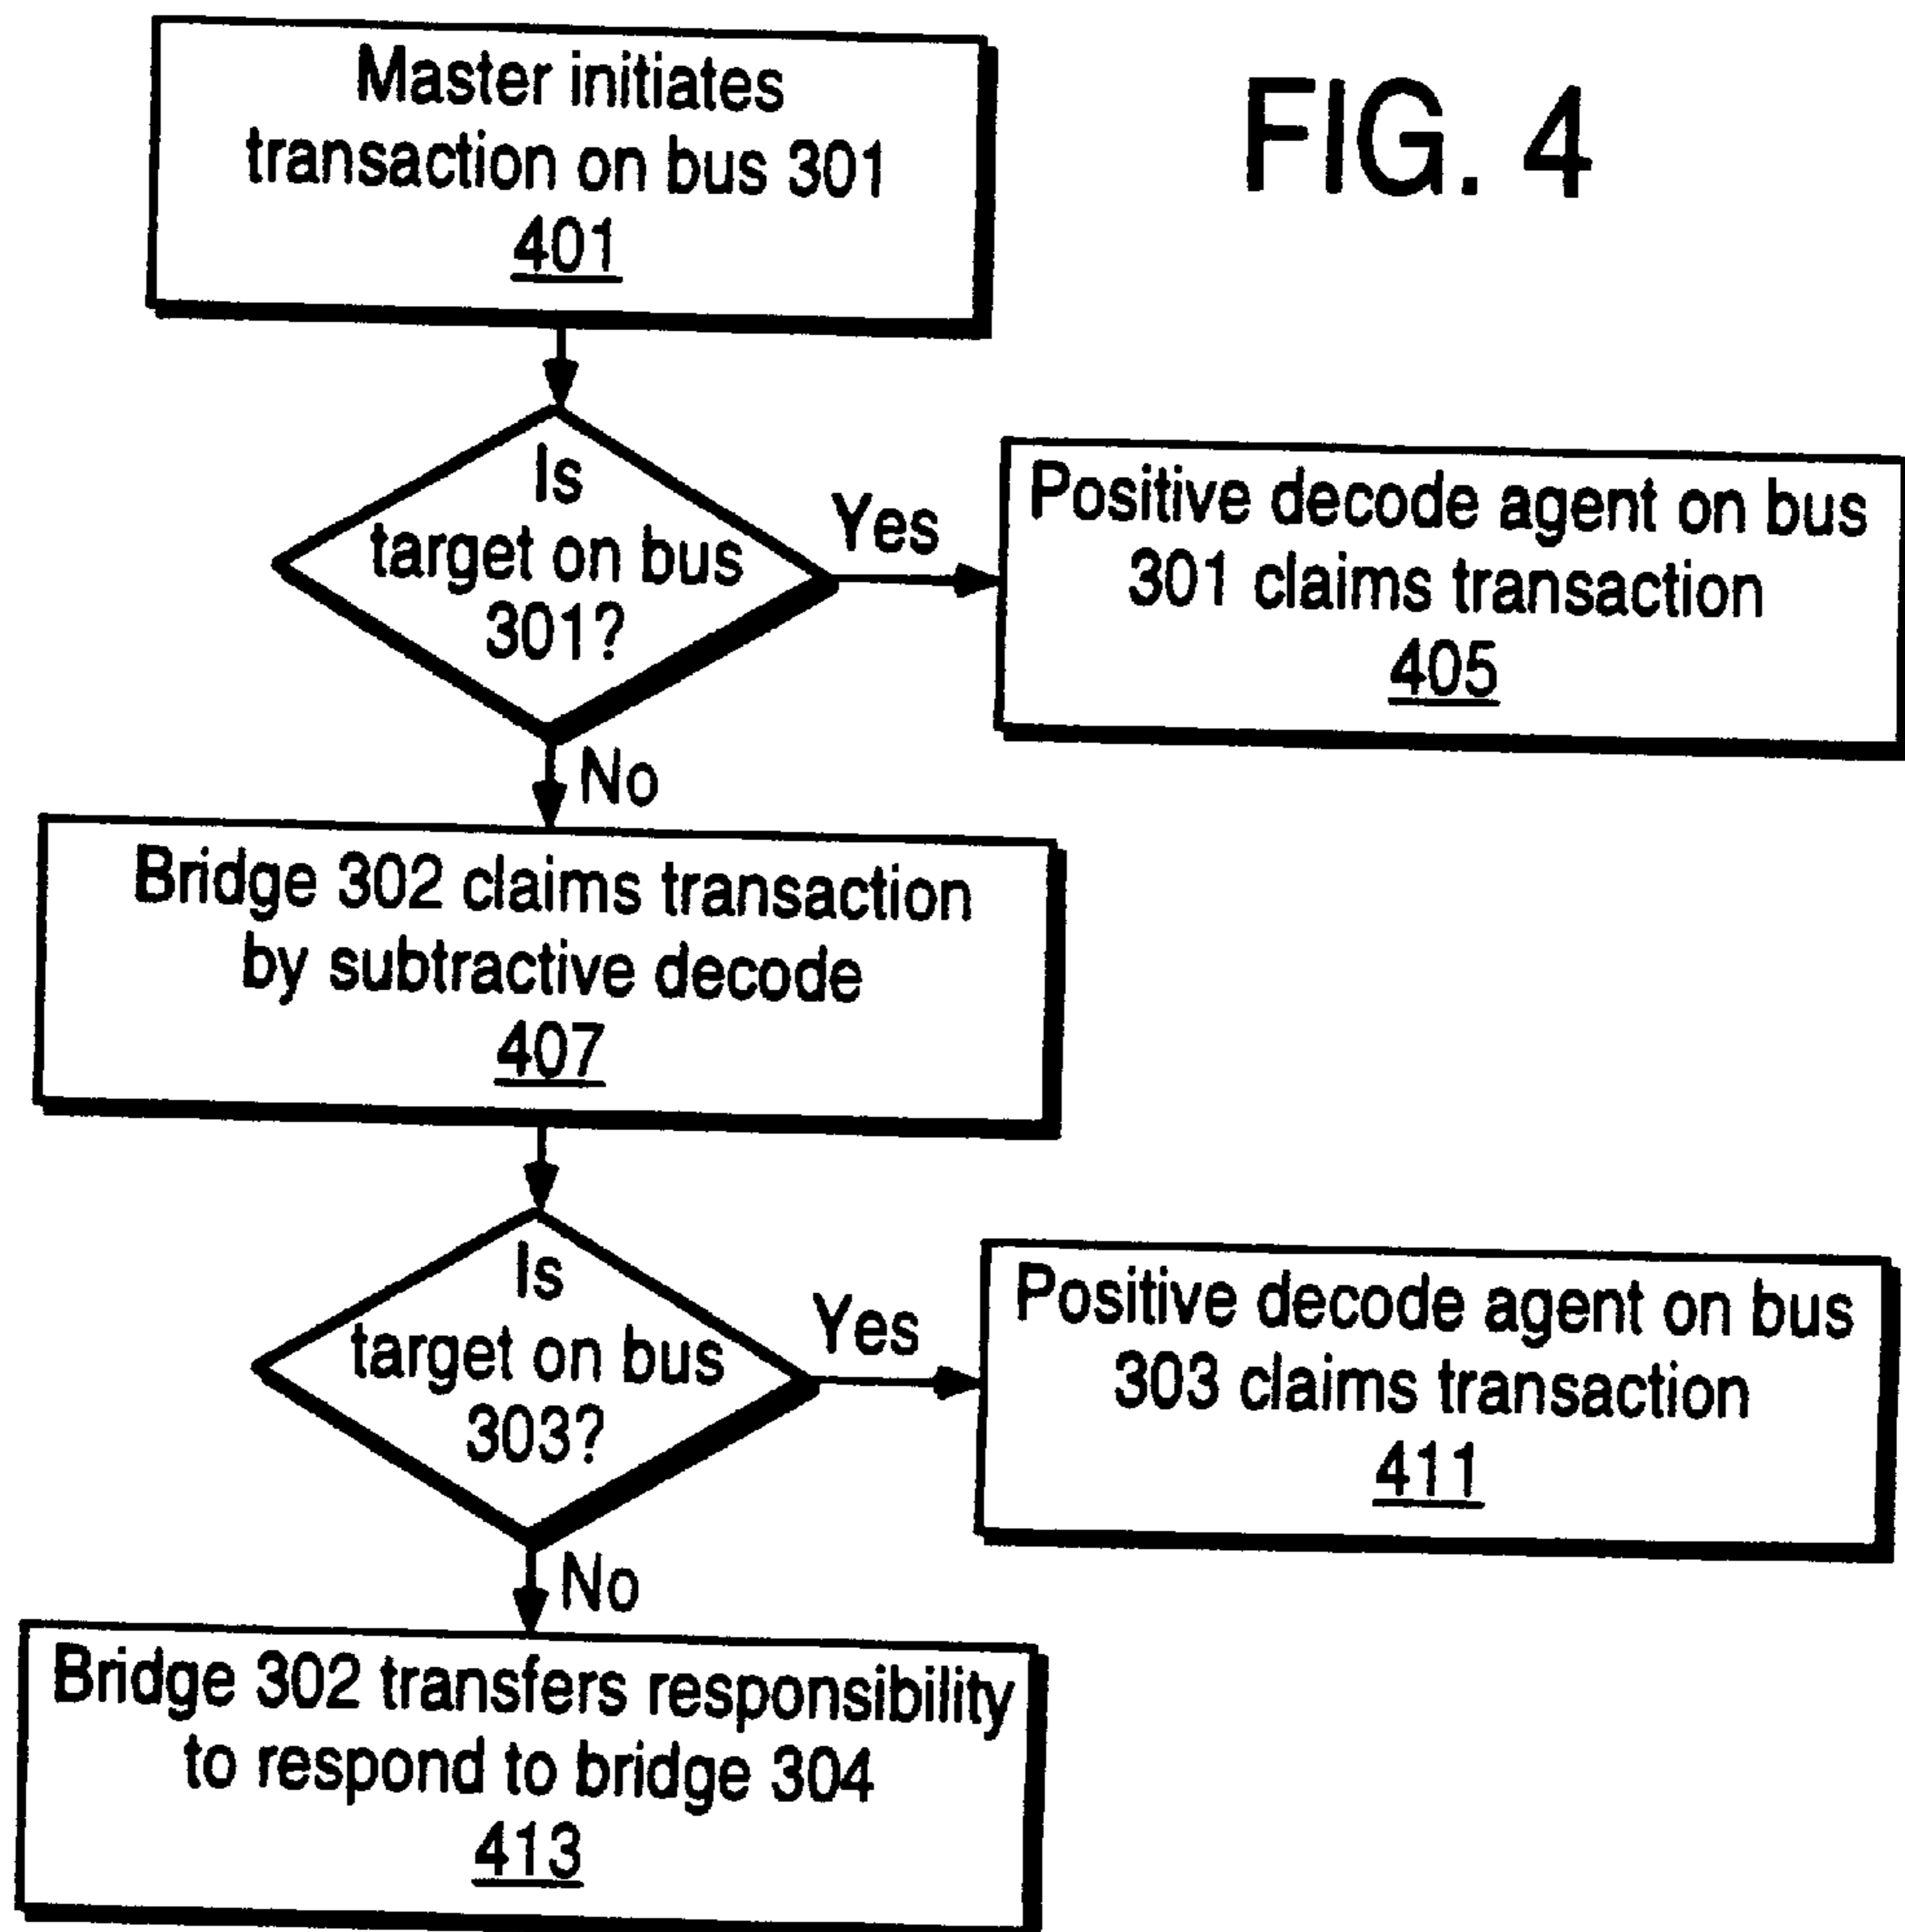 FIG. 4
Master initiates
transaction on bus 301
401
Is
target on bus
301?
Yes
Positive decode agent on bus
301 claims transaction
405
No
Bridge 302 claims transaction
by subtractive decode
407
Is
target on bus
303?
Yes
Positive decode agent on bus
303 claims transaction
411
No
Bridge 302 transfers responsibility
to respond to bridge 304
413